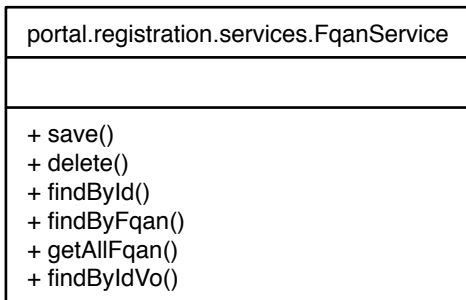 portal.registration.services.FqanService
+ save()
+ delete()
+ findById()
+ findByFqan()
+ getAllFqan()
+ findByIdVo()